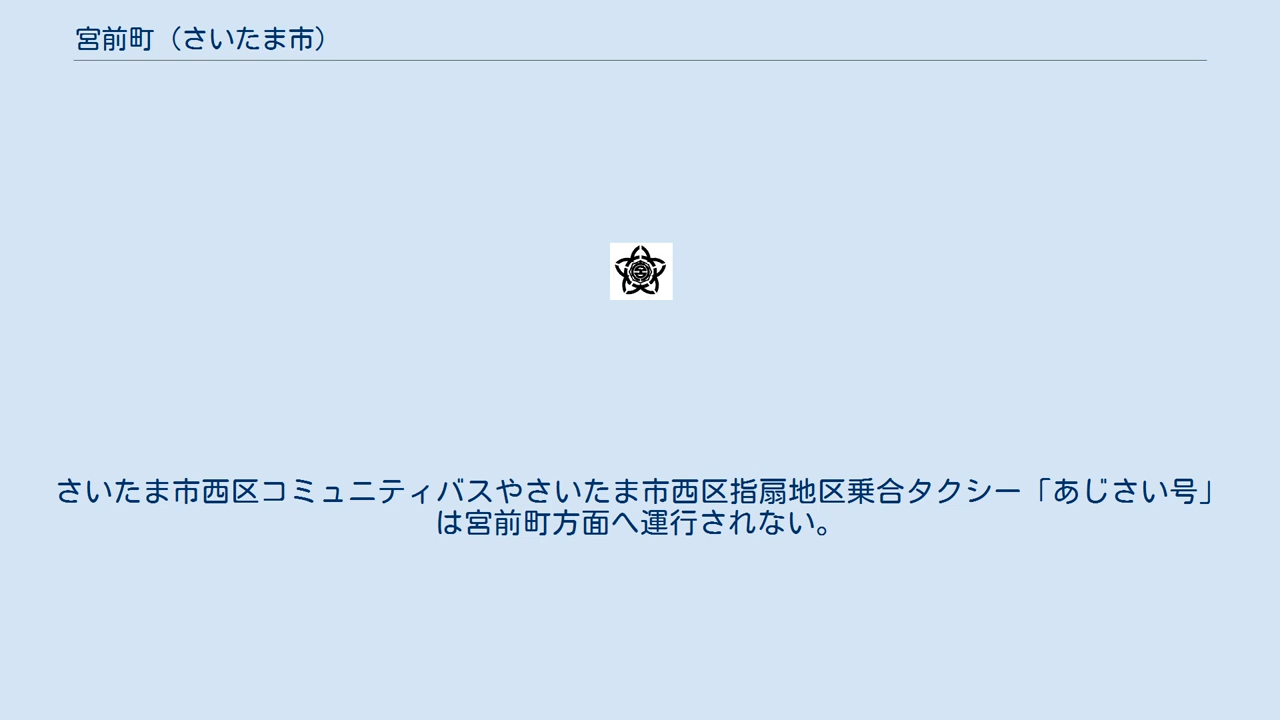 宮前町（さいたま市）
さいたま市西区コミュニティバスやさいたま市西区指扇地区乗合タクシー「あじさい号」
は宮前町方面へ運行されない。